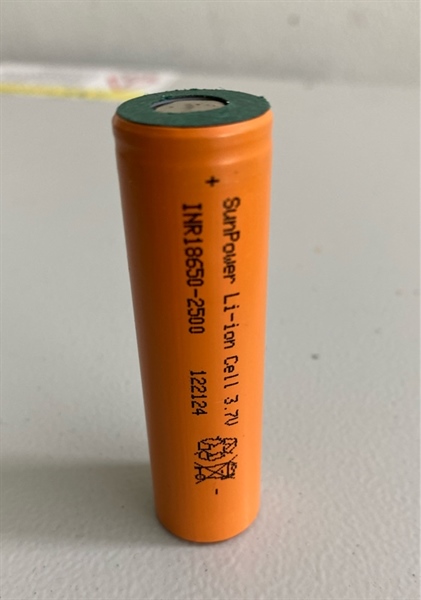 + SunPower Li-ion Cell 3.7V -
INR18650-2500 122124